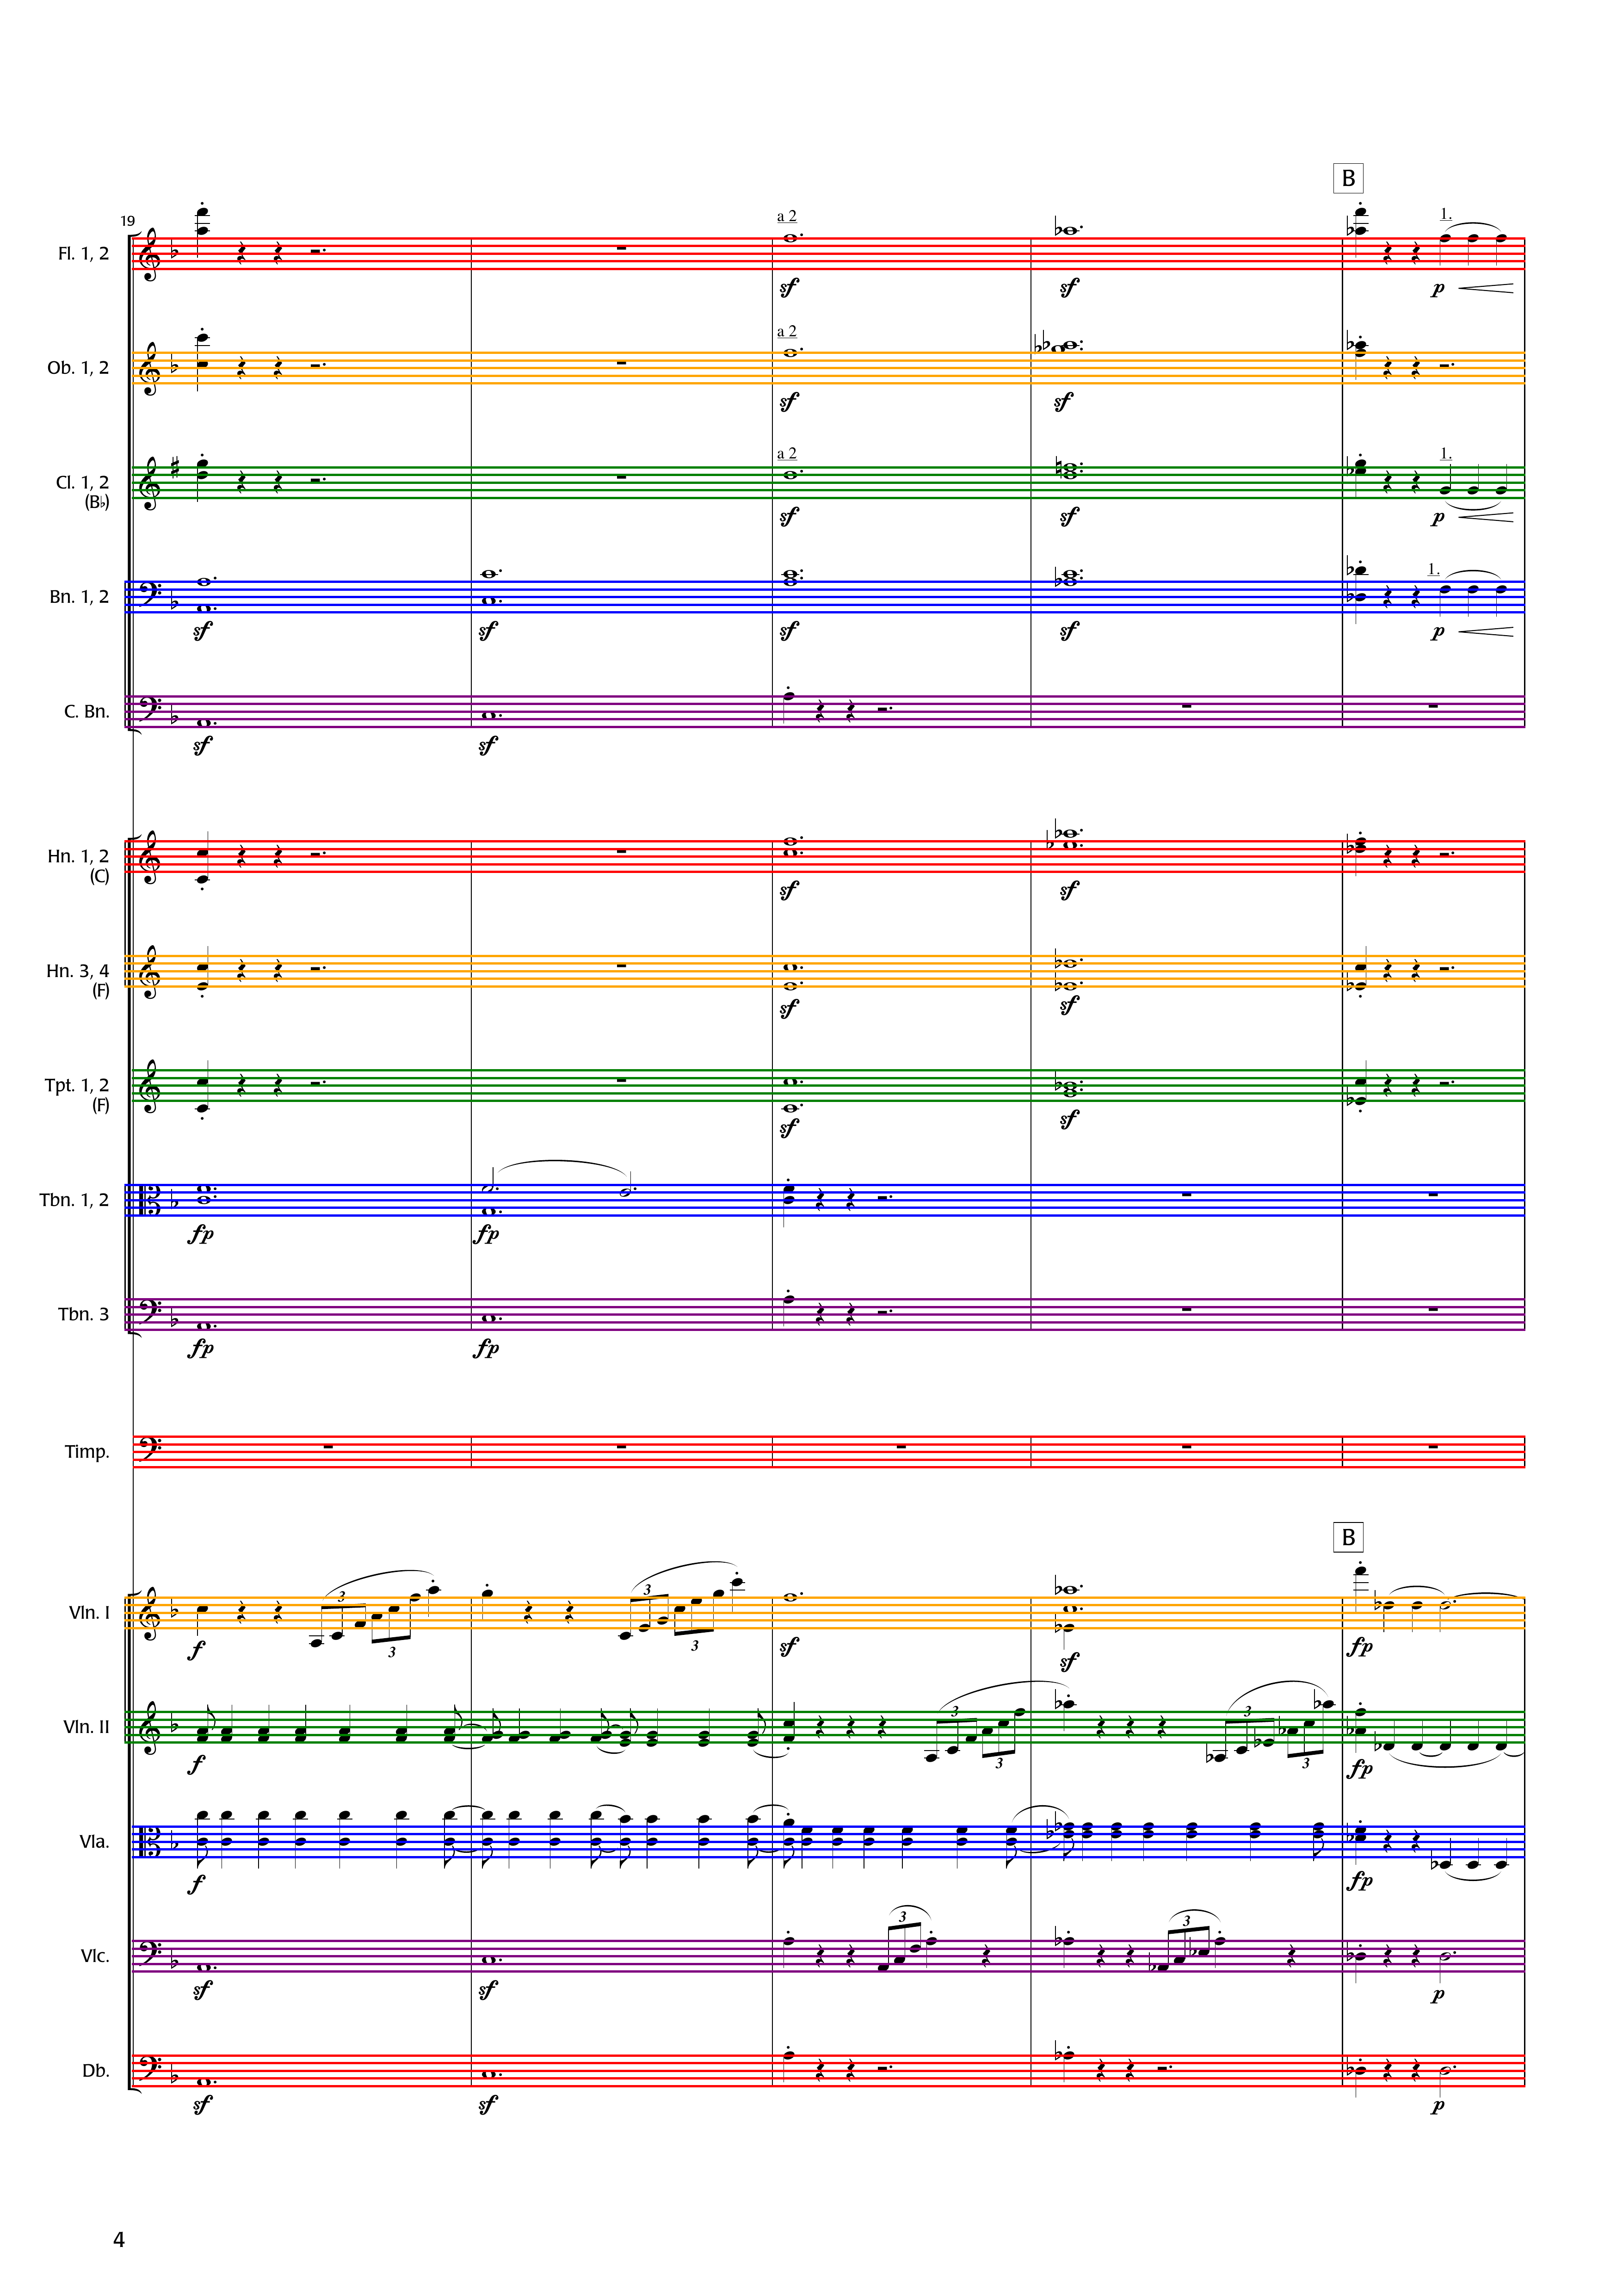 B
19
Fl. 1, 2
a 2
1.
sf sf p
Ob. 1, 2
a 2
sf sf
Cl. 1, 2
(B♭)
a 2
1.
sf sf p
Bn. 1, 2
1.
sf sf sf sf p
C. Bn.
sf sf
Hn. 1, 2
(C)
sf sf
Hn. 3, 4
(F)
sf sf
Tpt. 1, 2
(F)
sf sf
Tbn. 1, 2
fp fp
Tbn. 3
fp fp
Timp.
B
Vln. I
3 3
3 3
f sf sf fp
Vln. II
3 3
3 3
f fp
Vla.
f fp
Vlc.
3 3
sf sf p
Db.
sf sf p
4